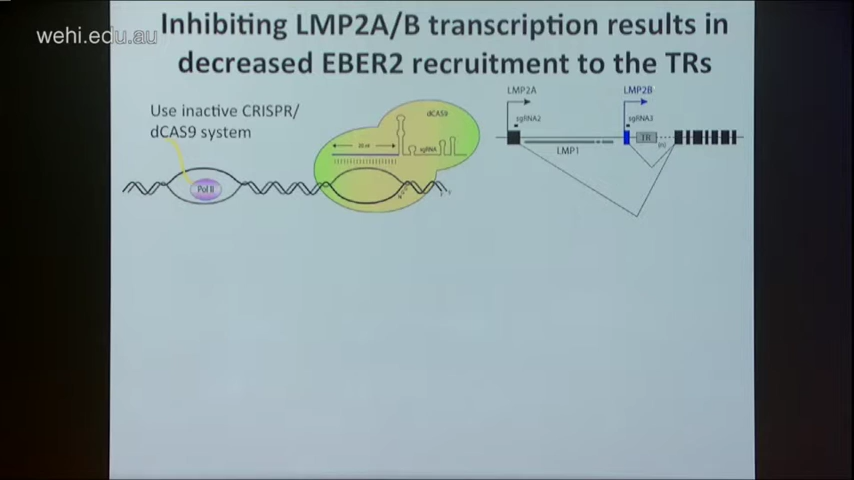 wehi.edu.au
Inhibiting LMP2A/B transcription results in
decreased EBER2 recruitment to the TRs
Use inactive CRISPR/
dCAS9 system
Pol II
dCAS9
20 nt
sgRNA
LMP2A
sgRNA2
LMP1
LMP2B
sgRNA3
TR